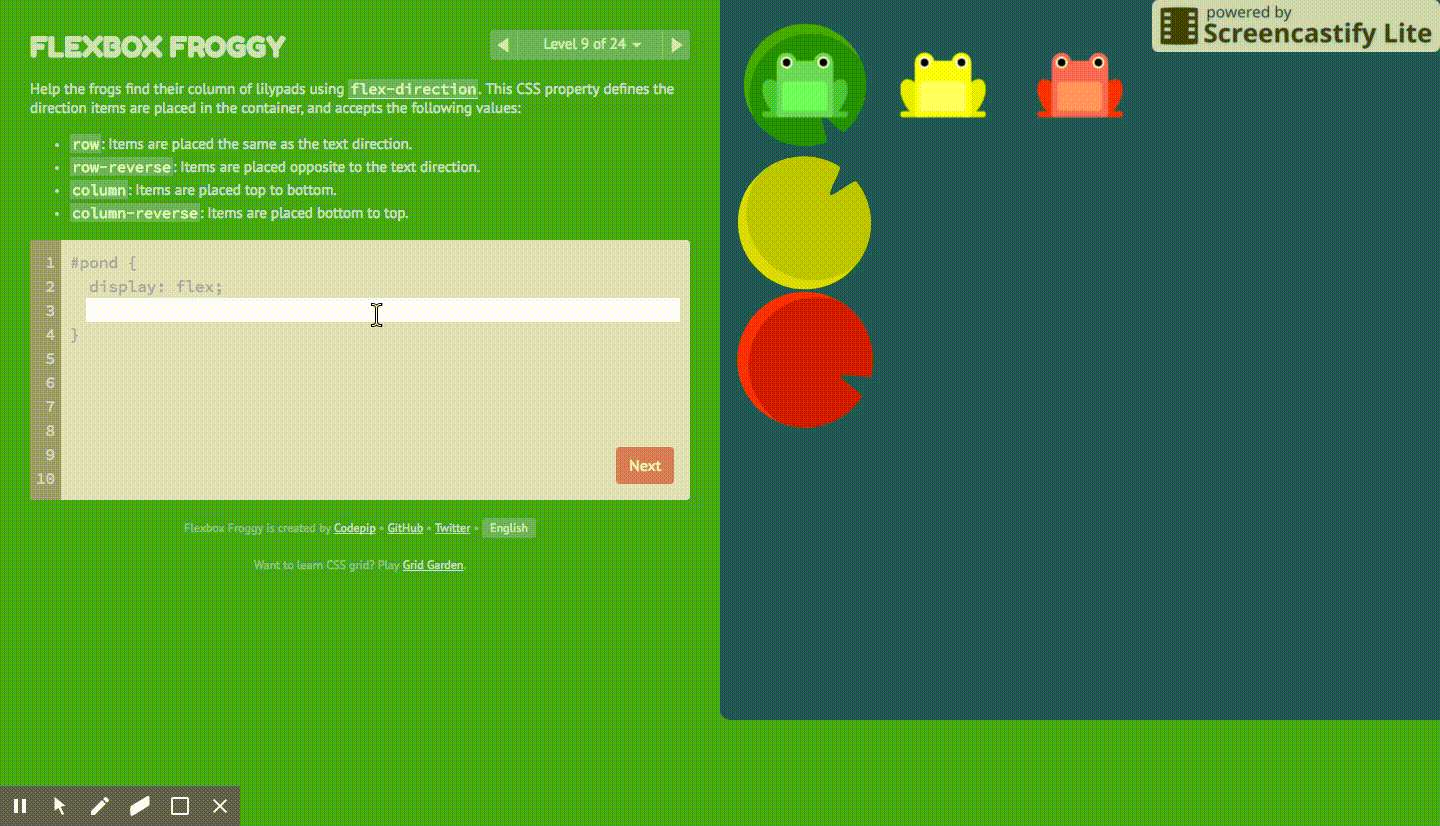 powered by
Screencastify Lite
FLEXBOX FROGGY
Level 9 of 24
Help the frogs find their column of lilypads using flex-direction. This CSS property defines the
direction items are placed in the container, and accepts the following values:
• row: Items are placed the same as the text direction.
• row-reverse: Items are placed opposite to the text direction.
• column: Items are placed top to bottom.
• column-reverse: Items are placed bottom to top.
1 #pond {
2 display: flex;
3
4 }
5
6
7
8
9
10
Next
Flexbox Froggy is created by Codepip • GitHub • Twitter • English
Want to learn CSS grid? Play Grid Garden.